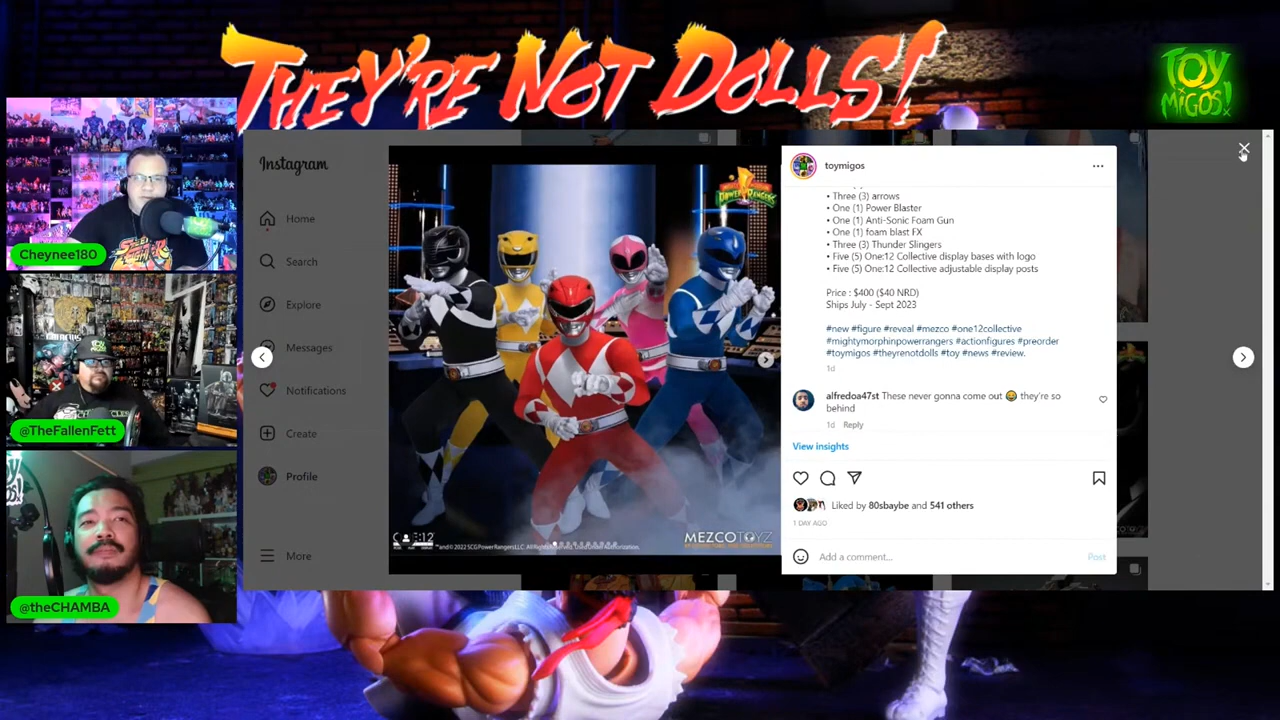 THEY'RE NOT DOLLS!
TOY
MIGOS!
Cheynee180
@TheFallenFett
@theCHAMBA
Instagram
Home
Search
Explore
Messages
Notifications
Create
Profile
More
POWER RANGERS
MEZCOTOYZ
toymigos
• Three (3) arrows
• One (1) Power Blaster
• One (1) Anti-Sonic Foam Gun
• One (1) foam blast FX
• Three (3) Thunder Slingers
• Five (5) One:12 Collective display bases with logo
• Five (5) One:12 Collective adjustable display posts
Price : $400 ($40 NRD)
Ships July - Sept 2023
#new #figure #reveal #mezco #one12collective
#mightymorphinpowerrangers #actionfigures #preorder
#toymigos #theyrenotdolls #toy #news #review.
1d
alfredoa47st These never gonna come out 😂 they're so
behind
1d Reply
View insights
Liked by 80sbaybe and 541 others
1 DAY AGO
Add a comment...
Post